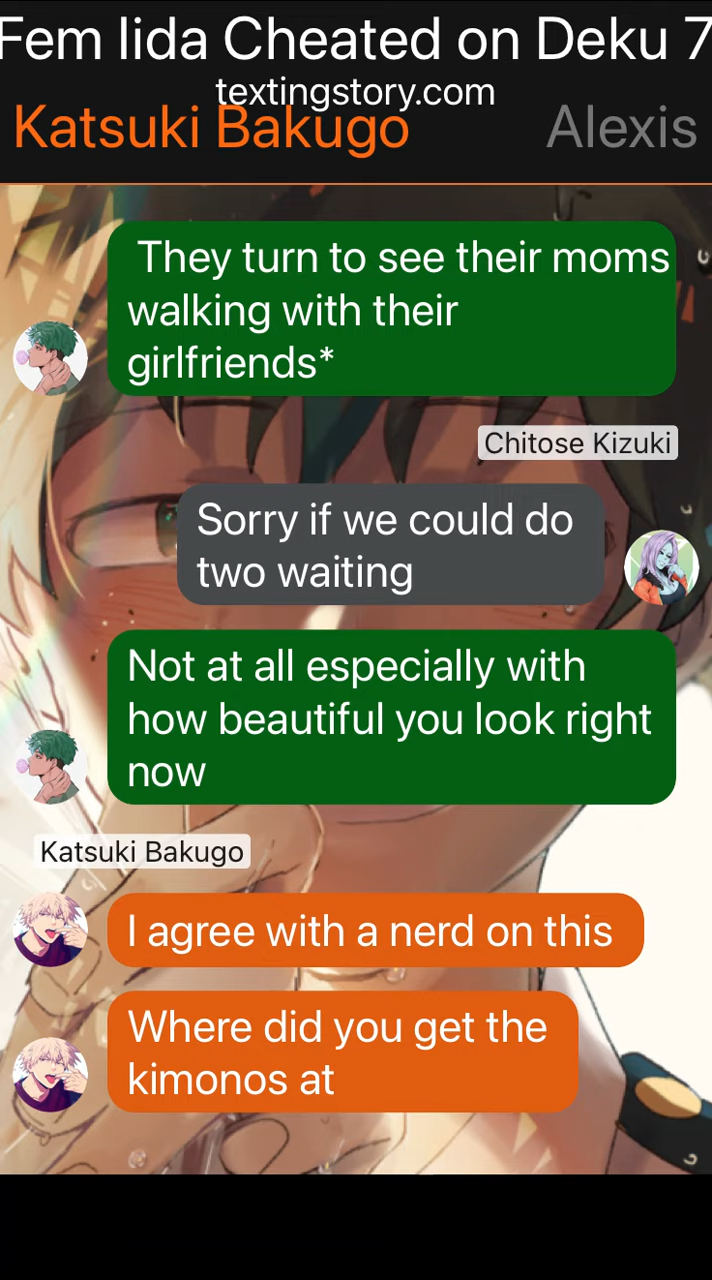 Fem Iida Cheated on Deku 7
textingstory.com
Katsuki Bakugo
Alexis
They turn to see their moms
walking with their
girlfriends*
Chitose Kizuki
Sorry if we could do
two waiting
Not at all especially with
how beautiful you look right
now
Katsuki Bakugo
I agree with a nerd on this
Where did you get the
kimonos at